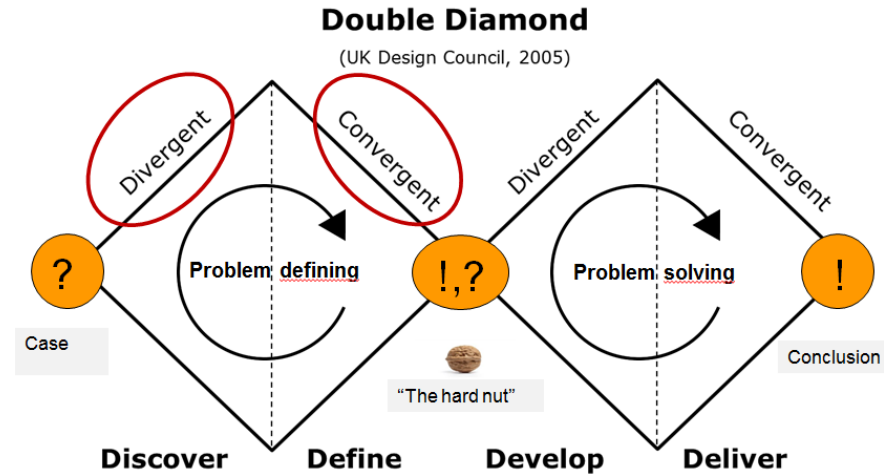 Double Diamond
(UK Design Council, 2005)
Divergent
Convergent
Divergent
Convergent
?
Problem defining
!,?
Problem solving
!
Case
“The hard nut”
Conclusion
Discover
Define
Develop
Deliver